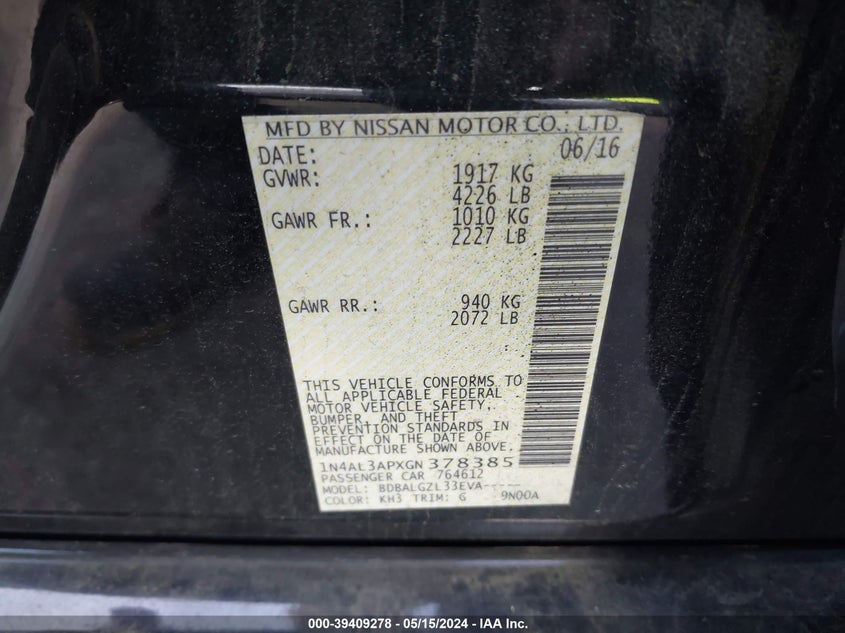 MFD BY NISSAN MOTOR CO., LTD.
DATE: 06/16
GVWR: 1917 KG
4226 LB
GAWR FR.: 1010 KG
2227 LB
GAWR RR.: 940 KG
2072 LB
THIS VEHICLE CONFORMS TO
ALL APPLICABLE FEDERAL
MOTOR VEHICLE SAFETY,
BUMPER, AND THEFT
PREVENTION STANDARDS IN
EFFECT ON THE DATE OF
MANUFACTURE SHOWN ABOVE.
1N4AL3APXGN378385
PASSENGER CAR 764612
MODEL: BDBALGZL33EVA-----
COLOR: KH3 TRIM: G 9N00A
000-39409278 - 05/15/2024 - IAA Inc.